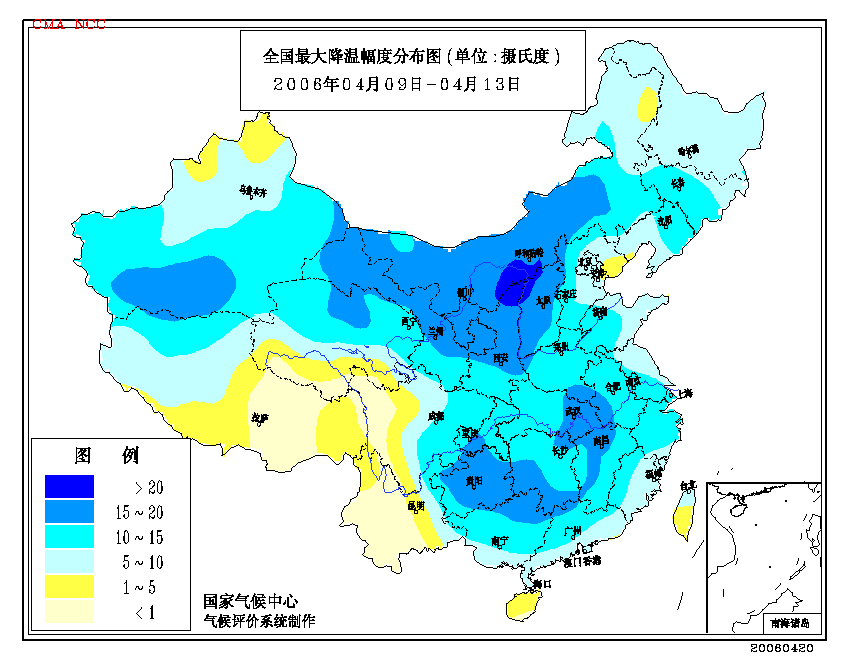 CMA NCC
全国最大降温幅度分布图(单位:摄氏度)
2006年04月09日-04月13日
哈尔滨
长春
乌鲁木齐
沈阳
呼和浩特
北京
天津
银川
太原
石家庄
济南
西宁
兰州
郑州
西安
合肥
南京
上海
拉萨
成都
武汉
重庆
南昌
长沙
贵阳
福州
台北
昆明
广州
南宁
澳门 香港
海口
图 例
>20
15~20
10~15
5~10
1~5
<1
国家气候中心
气候评价系统制作
南海诸岛
20060420